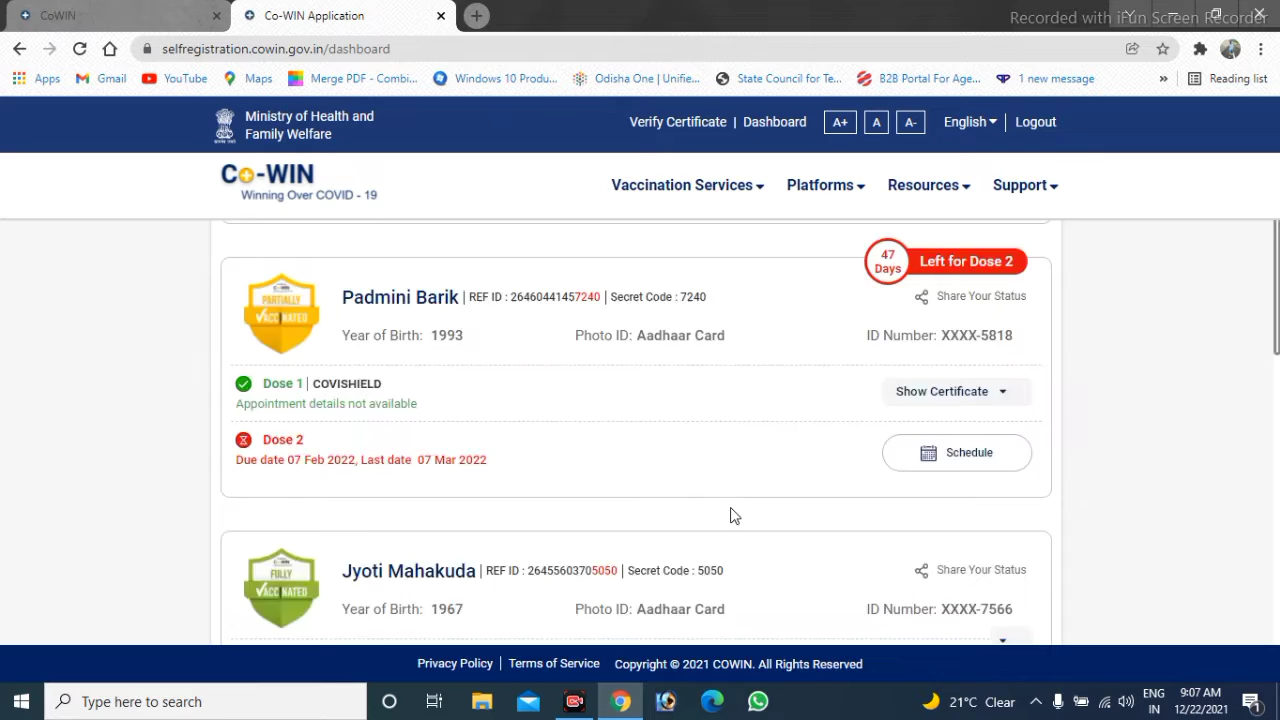 CoWIN
Co-WIN Application
Recorded with iFun Screen Recorder
selfregistration.cowin.gov.in/dashboard
Apps
Gmail
YouTube
Maps
Merge PDF - Combi...
Windows 10 Produ...
Odisha One | Unifie...
State Council for Te...
B2B Portal For Age...
1 new message
»
Reading list
Ministry of Health and
Family Welfare
Verify Certificate | Dashboard
A+
A
A-
English
Logout
Co-WIN
Winning Over COVID - 19
Vaccination Services
Platforms
Resources
Support
47
Days
Left for Dose 2
PARTIALLY
VACCINATED
Padmini Barik | REF ID : 26460441457240 | Secret Code : 7240
Share Your Status
Year of Birth: 1993
Photo ID: Aadhaar Card
ID Number: XXXX-5818
Dose 1 | COVISHIELD
Appointment details not available
Show Certificate
Dose 2
Due date 07 Feb 2022, Last date 07 Mar 2022
Schedule
FULLY
VACCINATED
Jyoti Mahakuda | REF ID : 26455603705050 | Secret Code : 5050
Share Your Status
Year of Birth: 1967
Photo ID: Aadhaar Card
ID Number: XXXX-7566
Privacy Policy | Terms of Service
Copyright © 2021 COWIN. All Rights Reserved
Type here to search
21°C Clear
ENG
IN
9:07 AM
12/22/2021
1